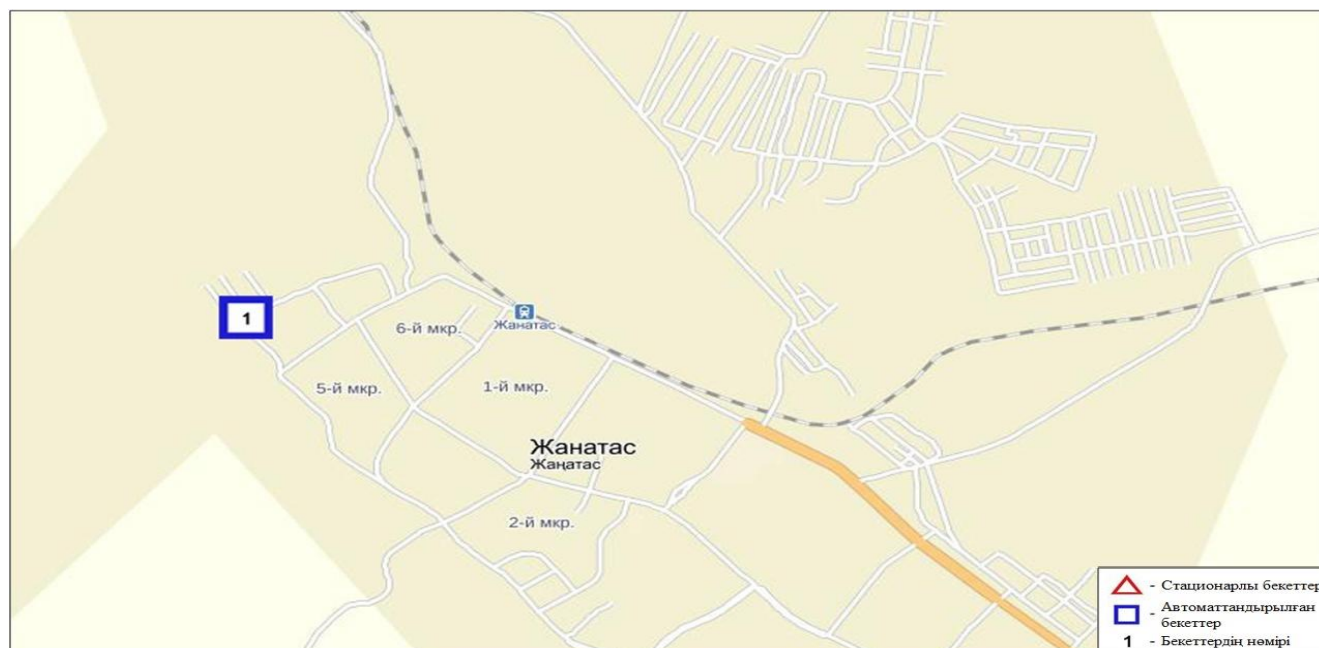 1
Жанатас
6-й мкр.
5-й мкр.
1-й мкр.
Жанатас
Жаңатас
2-й мкр.
- Стационарлы бекеттер
- Автоматтандырылған
бекеттер
1 - Бекеттердің нөмірі